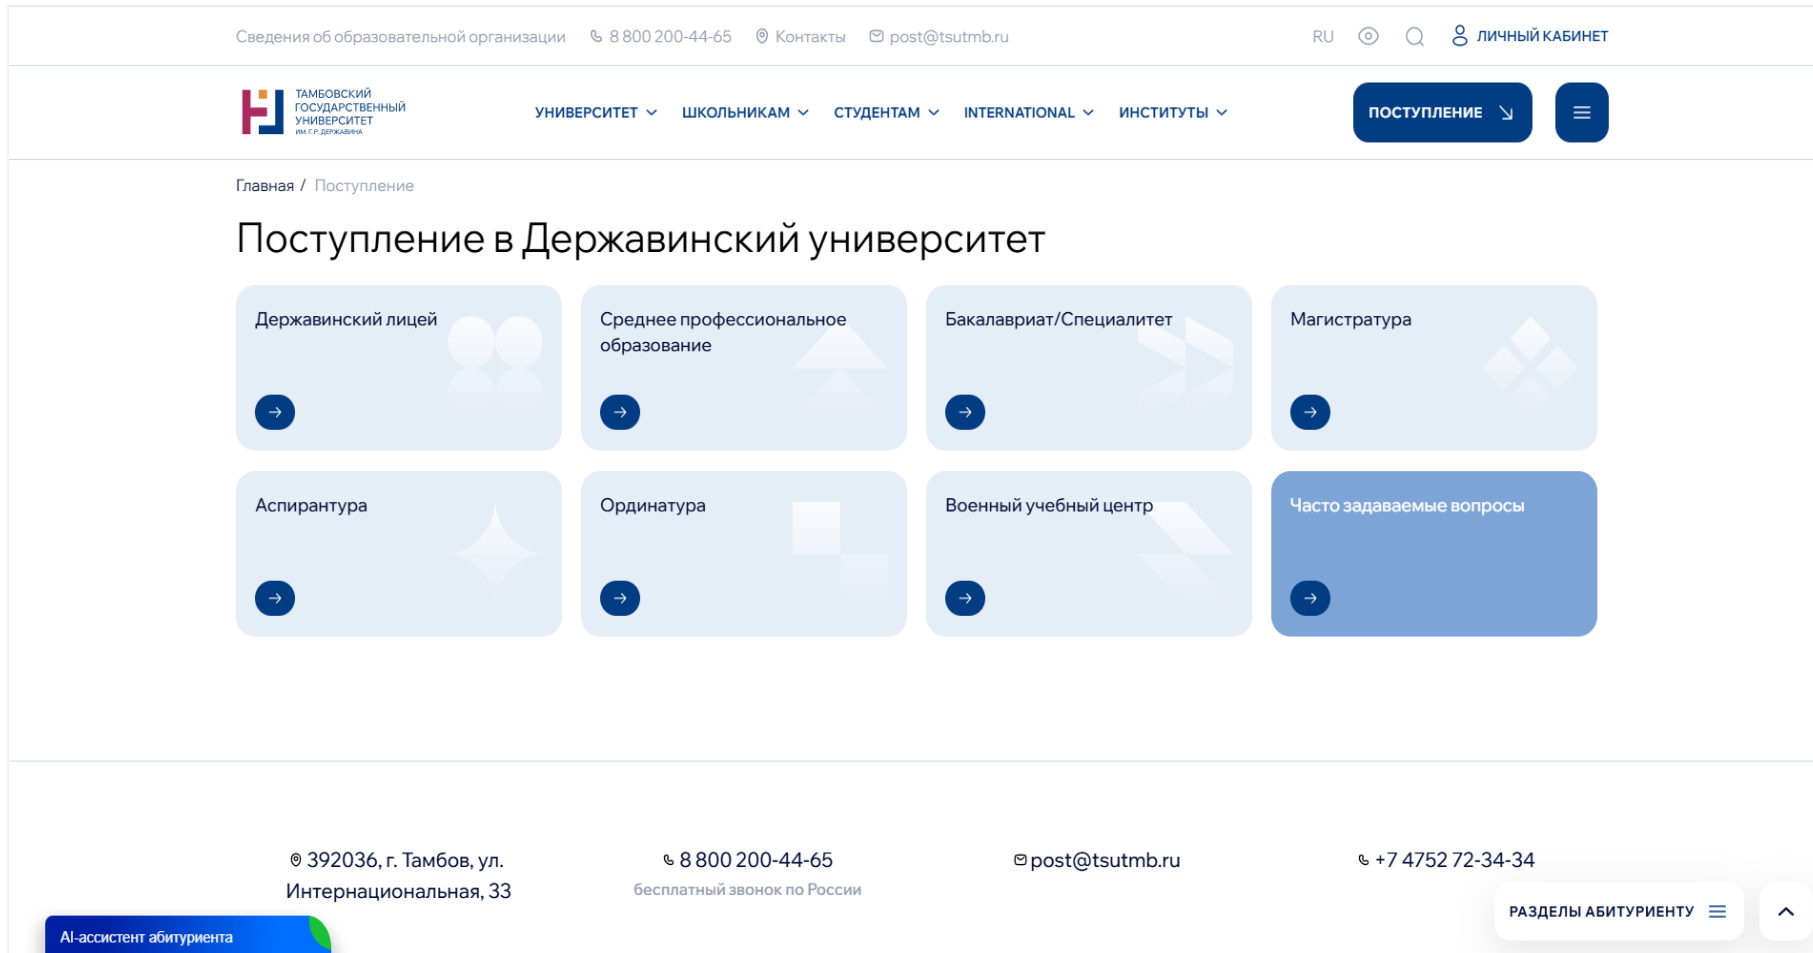 Сведения об образовательной организации 8 800 200-44-65 Контакты post@tsutmb.ru RU ЛИЧНЫЙ КАБИНЕТ
ТАМБОВСКИЙ
ГОСУДАРСТВЕННЫЙ
УНИВЕРСИТЕТ
ИМ. Г. Р. ДЕРЖАВИНА
УНИВЕРСИТЕТ ШКОЛЬНИКАМ СТУДЕНТАМ INTERNATIONAL ИНСТИТУТЫ ПОСТУПЛЕНИЕ
Главная / Поступление
Поступление в Державинский университет
Державинский лицей
Среднее профессиональное
образование
Бакалавриат/Специалитет
Магистратура
Аспирантура
Ординатура
Военный учебный центр
Часто задаваемые вопросы
392036, г. Тамбов, ул.
Интернациональная, 33
8 800 200-44-65
бесплатный звонок по России
post@tsutmb.ru
+7 4752 72-34-34
РАЗДЕЛЫ АБИТУРИЕНТУ
AI-ассистент абитуриента